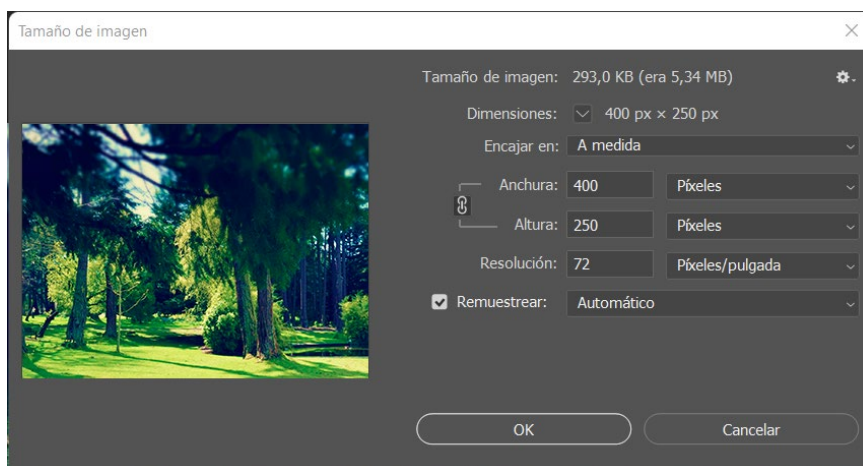 Tamaño de imagen
Tamaño de imagen: 293,0 KB (era 5,34 MB)
Dimensiones: 400 px × 250 px
Encajar en: A medida
Anchura: 400 Píxeles
Altura: 250 Píxeles
Resolución: 72 Píxeles/pulgada
Remuestrear: Automático
OK Cancelar